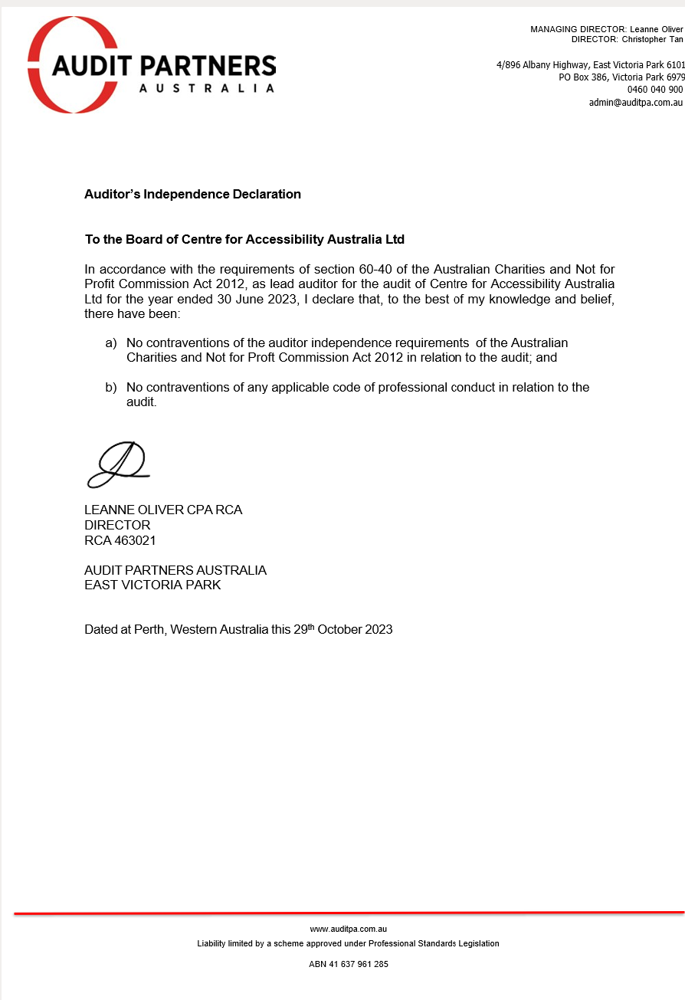 AUDIT PARTNERS
AUSTRALIA
MANAGING DIRECTOR: Leanne Oliver
DIRECTOR: Christopher Tan
4/896 Albany Highway, East Victoria Park 6101
PO Box 386, Victoria Park 6979
0460 040 900
admin@auditpa.com.au
Auditor’s Independence Declaration
To the Board of Centre for Accessibility Australia Ltd
In accordance with the requirements of section 60-40 of the Australian Charities and Not for
Profit Commission Act 2012, as lead auditor for the audit of Centre for Accessibility Australia
Ltd for the year ended 30 June 2023, I declare that, to the best of my knowledge and belief,
there have been:
a) No contraventions of the auditor independence requirements of the Australian
Charities and Not for Proft Commission Act 2012 in relation to the audit; and
b) No contraventions of any applicable code of professional conduct in relation to the
audit.
LEANNE OLIVER CPA RCA
DIRECTOR
RCA 463021
AUDIT PARTNERS AUSTRALIA
EAST VICTORIA PARK
Dated at Perth, Western Australia this 29th October 2023
www.auditpa.com.au
Liability limited by a scheme approved under Professional Standards Legislation
ABN 41 637 961 285